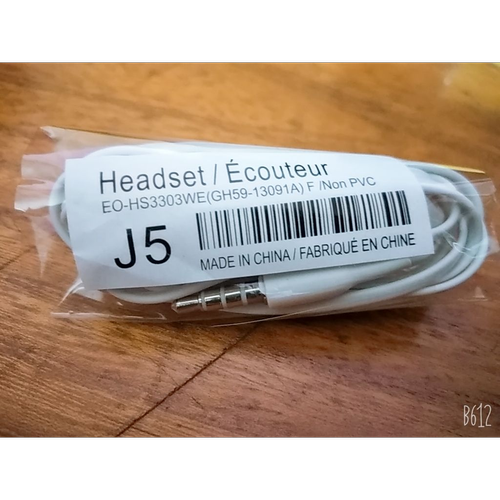 Headset / Écouteur
EO-HS3303WE(GH59-13091A) F /Non PVC
J5
MADE IN CHINA / FABRIQUÉ EN CHINE
B612